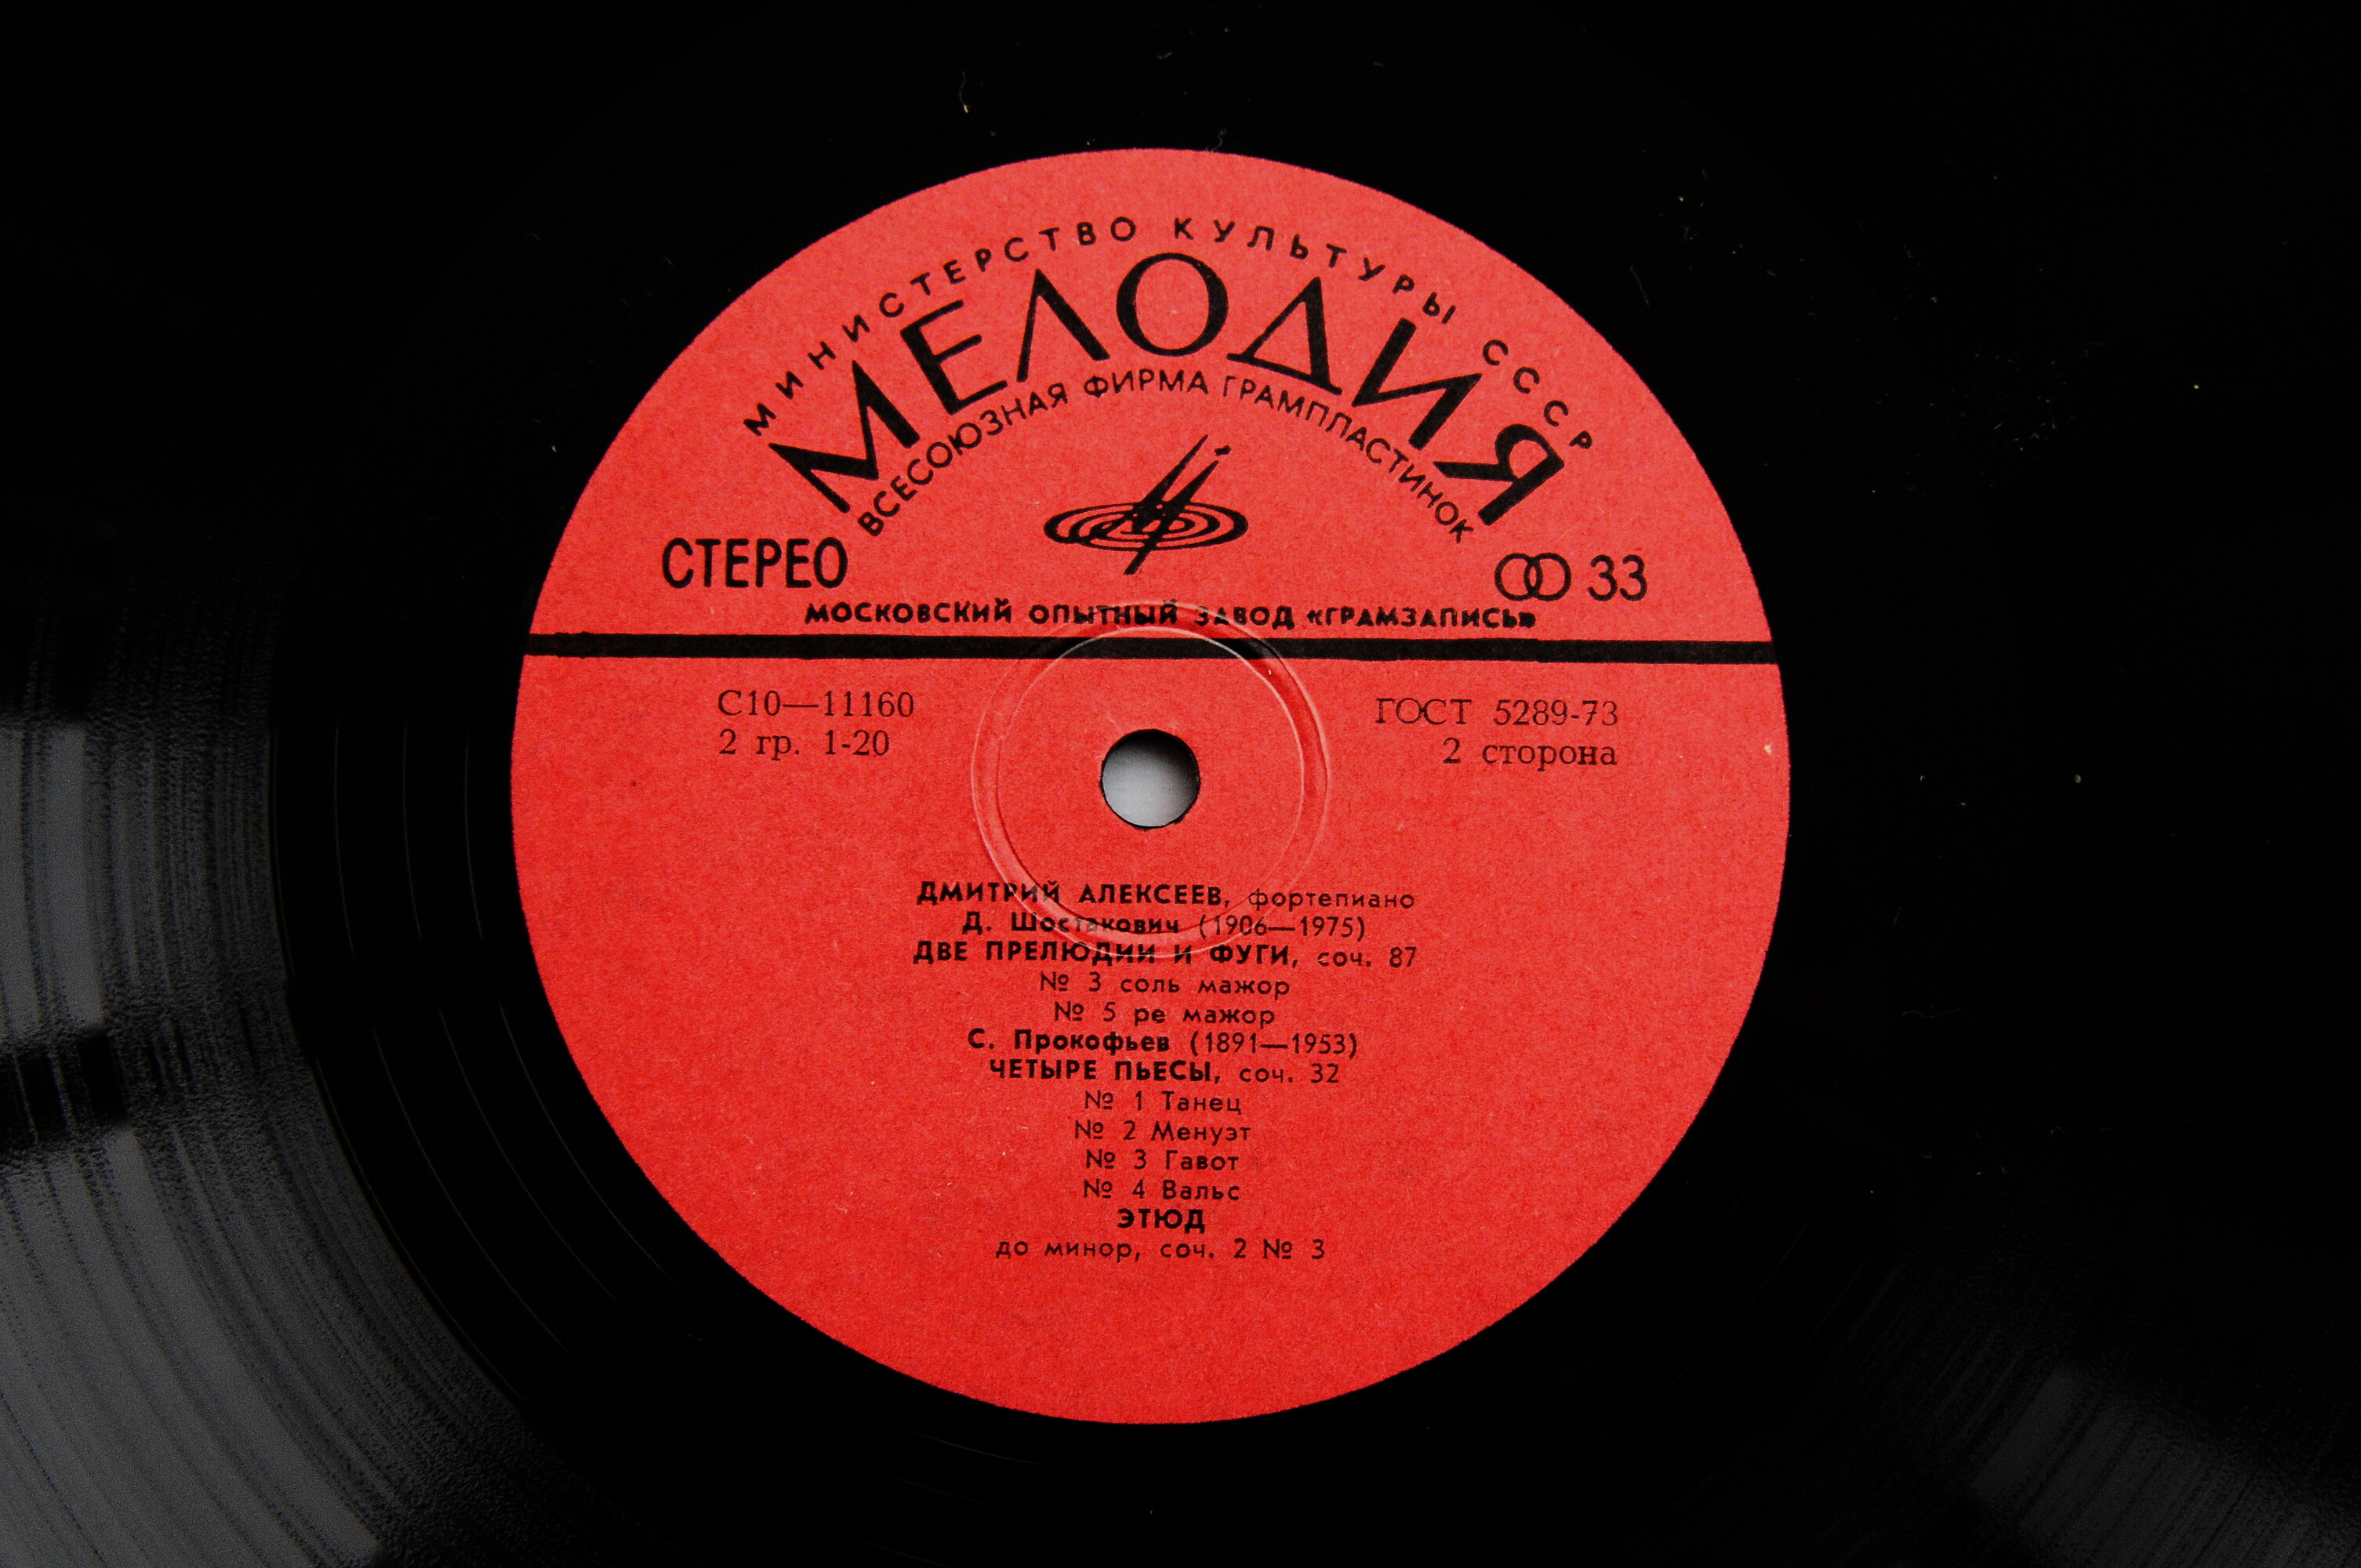 МИНИСТЕРСТВО КУЛЬТУРЫ СССР
МЕЛОДИЯ
ВСЕСОЮЗНАЯ ФИРМА ГРАМПЛАСТИНОК
СТЕРЕО
33
МОСКОВСКИЙ ОПЫТНЫЙ ЗАВОД «ГРАМЗАПИСЬ»
С10—11160
2 гр. 1-20
ГОСТ 5289-73
2 сторона
ДМИТРИЙ АЛЕКСЕЕВ, фортепиано
Д. Шостакович (1906—1975)
ДВЕ ПРЕЛЮДИИ И ФУГИ, соч. 87
№ 3 соль мажор
№ 5 ре мажор
С. Прокофьев (1891—1953)
ЧЕТЫРЕ ПЬЕСЫ, соч. 32
№ 1 Танец
№ 2 Менуэт
№ 3 Гавот
№ 4 Вальс
ЭТЮД
до минор, соч. 2 № 3